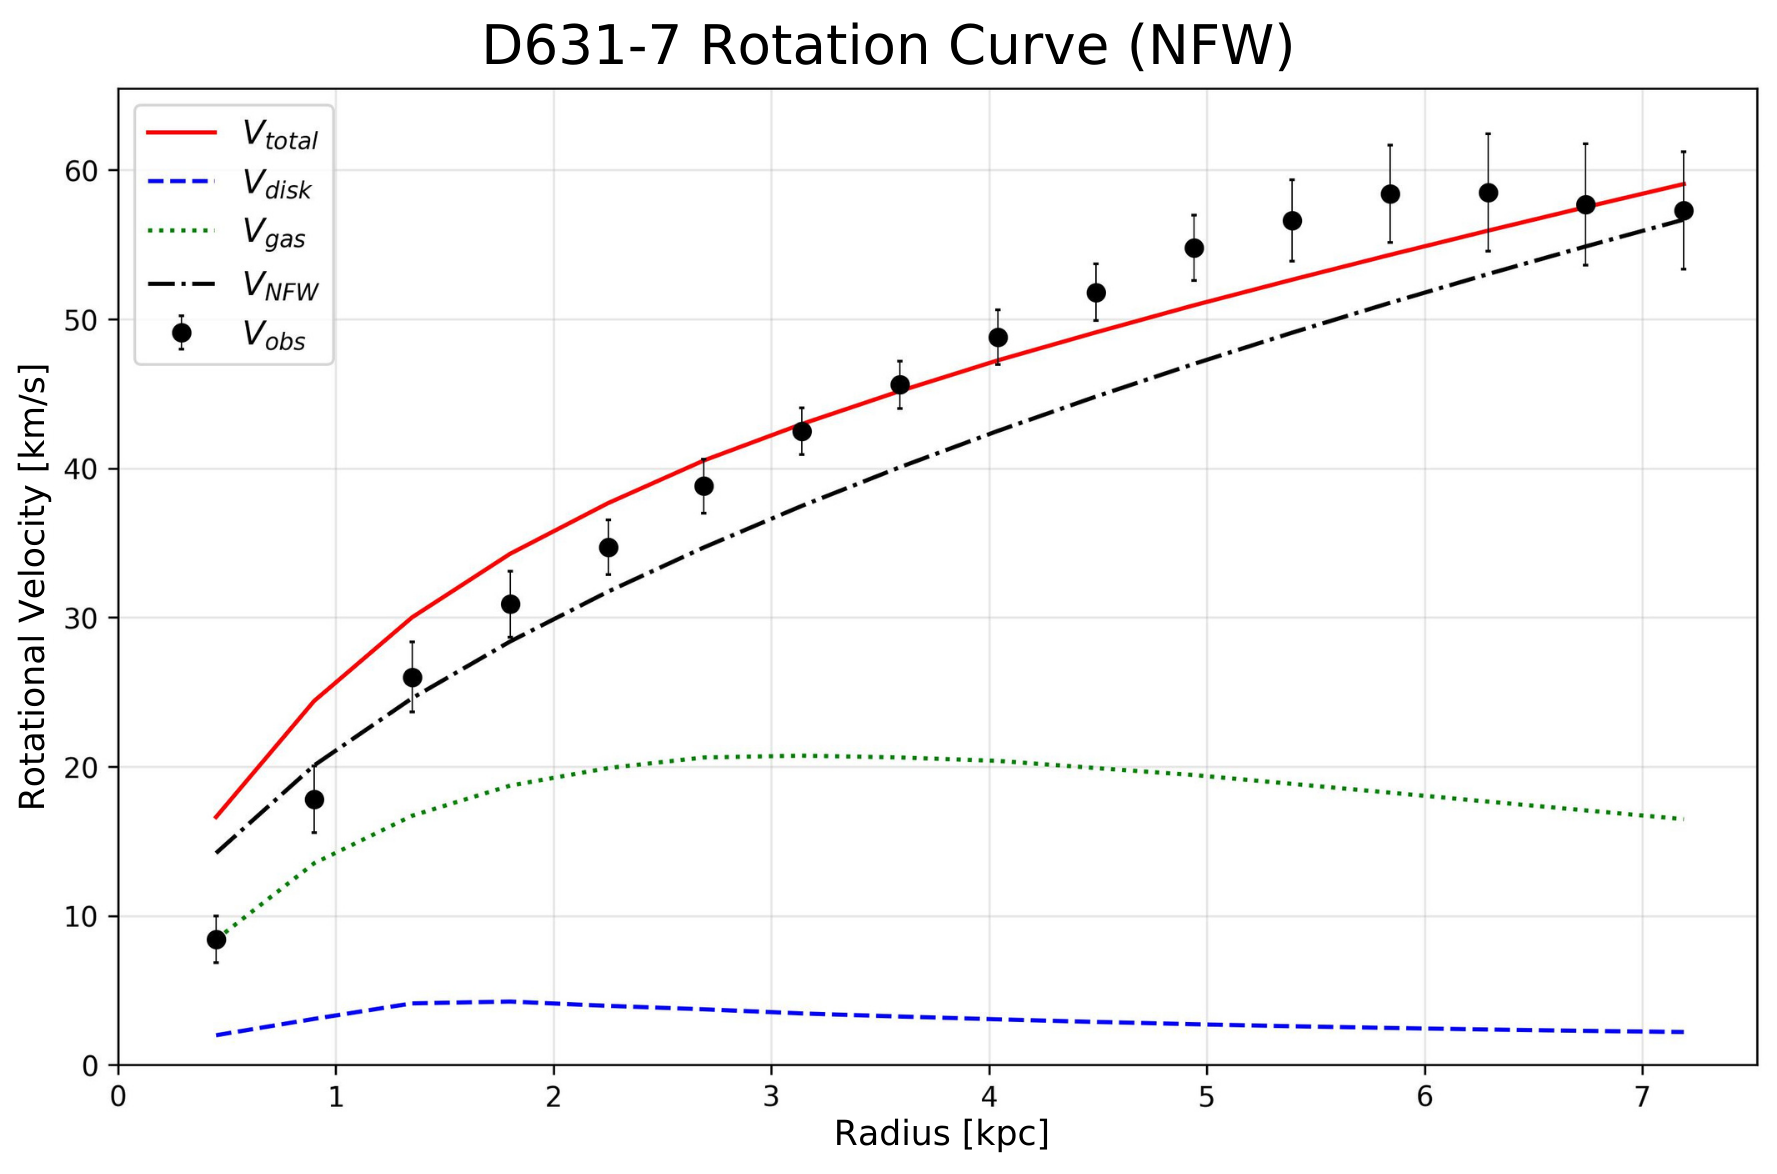 D631-7 Rotation Curve (NFW)
V_total
V_disk
V_gas
V_NFW
V_obs
Rotational Velocity [km/s]
60
50
40
30
20
10
0
0 1 2 3 4 5 6 7
Radius [kpc]